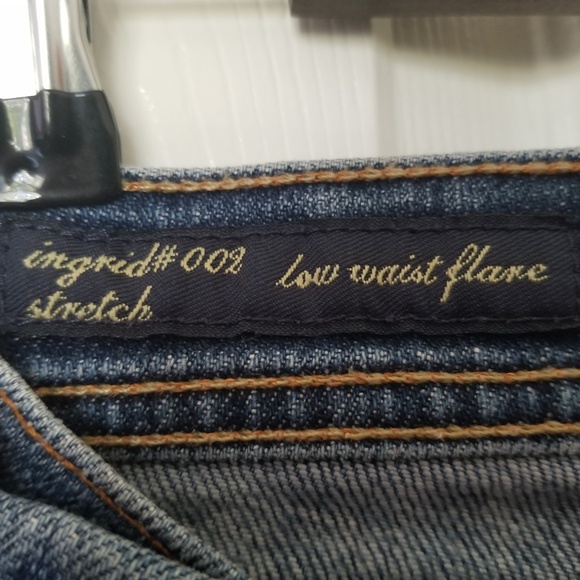 ingrid# 002 low waist flare
stretch